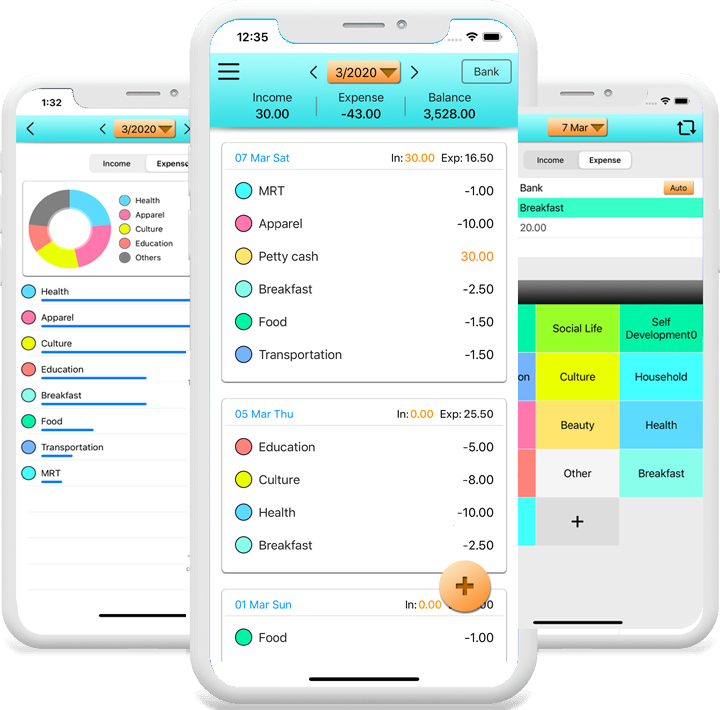 1:32
3/2020
Income Expense
Health
Apparel
Culture
Education
Others
Health
Apparel
Culture
Education
Breakfast
Food
Transportation
MRT
12:35
3/2020
Bank
Income Expense Balance
30.00 -43.00 3,528.00
07 Mar Sat In: 30.00 Exp: 16.50
MRT -1.00
Apparel -10.00
Petty cash 30.00
Breakfast -2.50
Food -1.50
Transportation -1.50
05 Mar Thu In: 0.00 Exp: 25.50
Education -5.00
Culture -8.00
Health -10.00
Breakfast -2.50
+
01 Mar Sun In: 0.00
Food -1.00
7 Mar
Income Expense
Bank Auto
Breakfast
20.00
Social Life Self
Development0
on Culture Household
Beauty Health
Other Breakfast
+